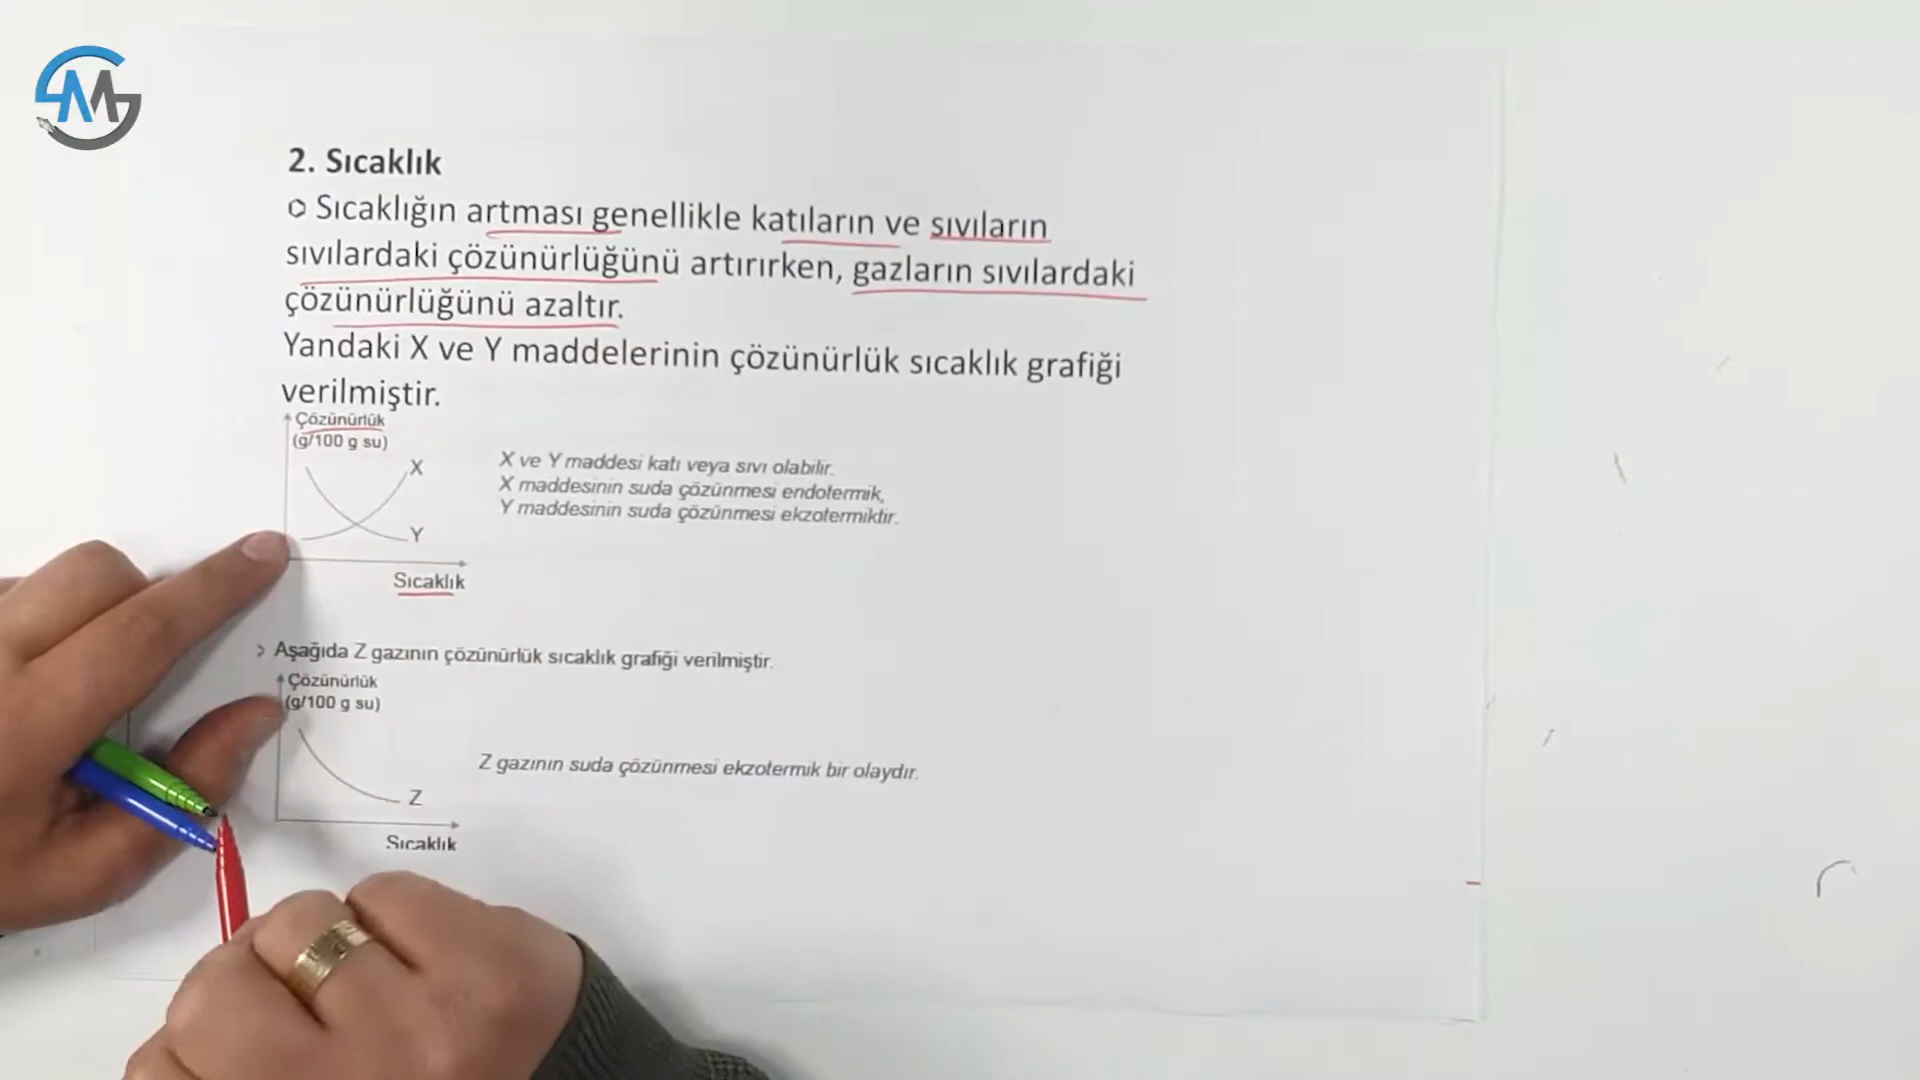 2. Sıcaklık
Sıcaklığın artması genellikle katıların ve sıvıların
sıvılardaki çözünürlüğünü artırırken, gazların sıvılardaki
çözünürlüğünü azaltır.
Yandaki X ve Y maddelerinin çözünürlük sıcaklık grafiği
verilmiştir.
Çözünürlük
(g/100 g su)
X
Y
Sıcaklık
X ve Y maddesi katı veya sıvı olabilir.
X maddesinin suda çözünmesi endotermik,
Y maddesinin suda çözünmesi ekzotermiktir.
Aşağıda Z gazının çözünürlük sıcaklık grafiği verilmiştir.
Çözünürlük
(g/100 g su)
Z
Sıcaklık
Z gazının suda çözünmesi ekzotermik bir olaydır.